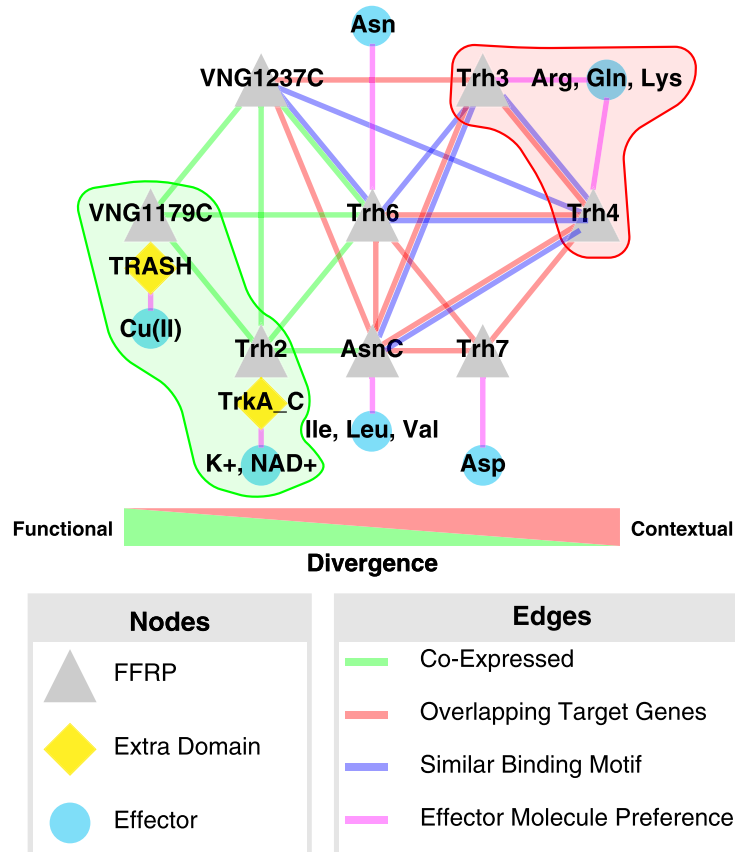 Asn
VNG1237C
Trh3
Arg, Gln, Lys
VNG1179C
Trh6
Trh4
TRASH
Cu(II)
Trh2
AsnC
Trh7
TrkA_C
Ile, Leu, Val
K+, NAD+
Asp
Functional
Contextual
Divergence
Nodes
FFRP
Extra Domain
Effector
Edges
Co-Expressed
Overlapping Target Genes
Similar Binding Motif
Effector Molecule Preference